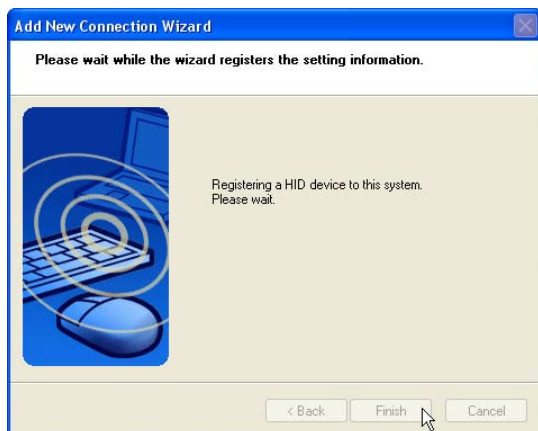 Add New Connection Wizard
Please wait while the wizard registers the setting information.
Registering a HID device to this system.
Please wait.
< Back
Finish
Cancel